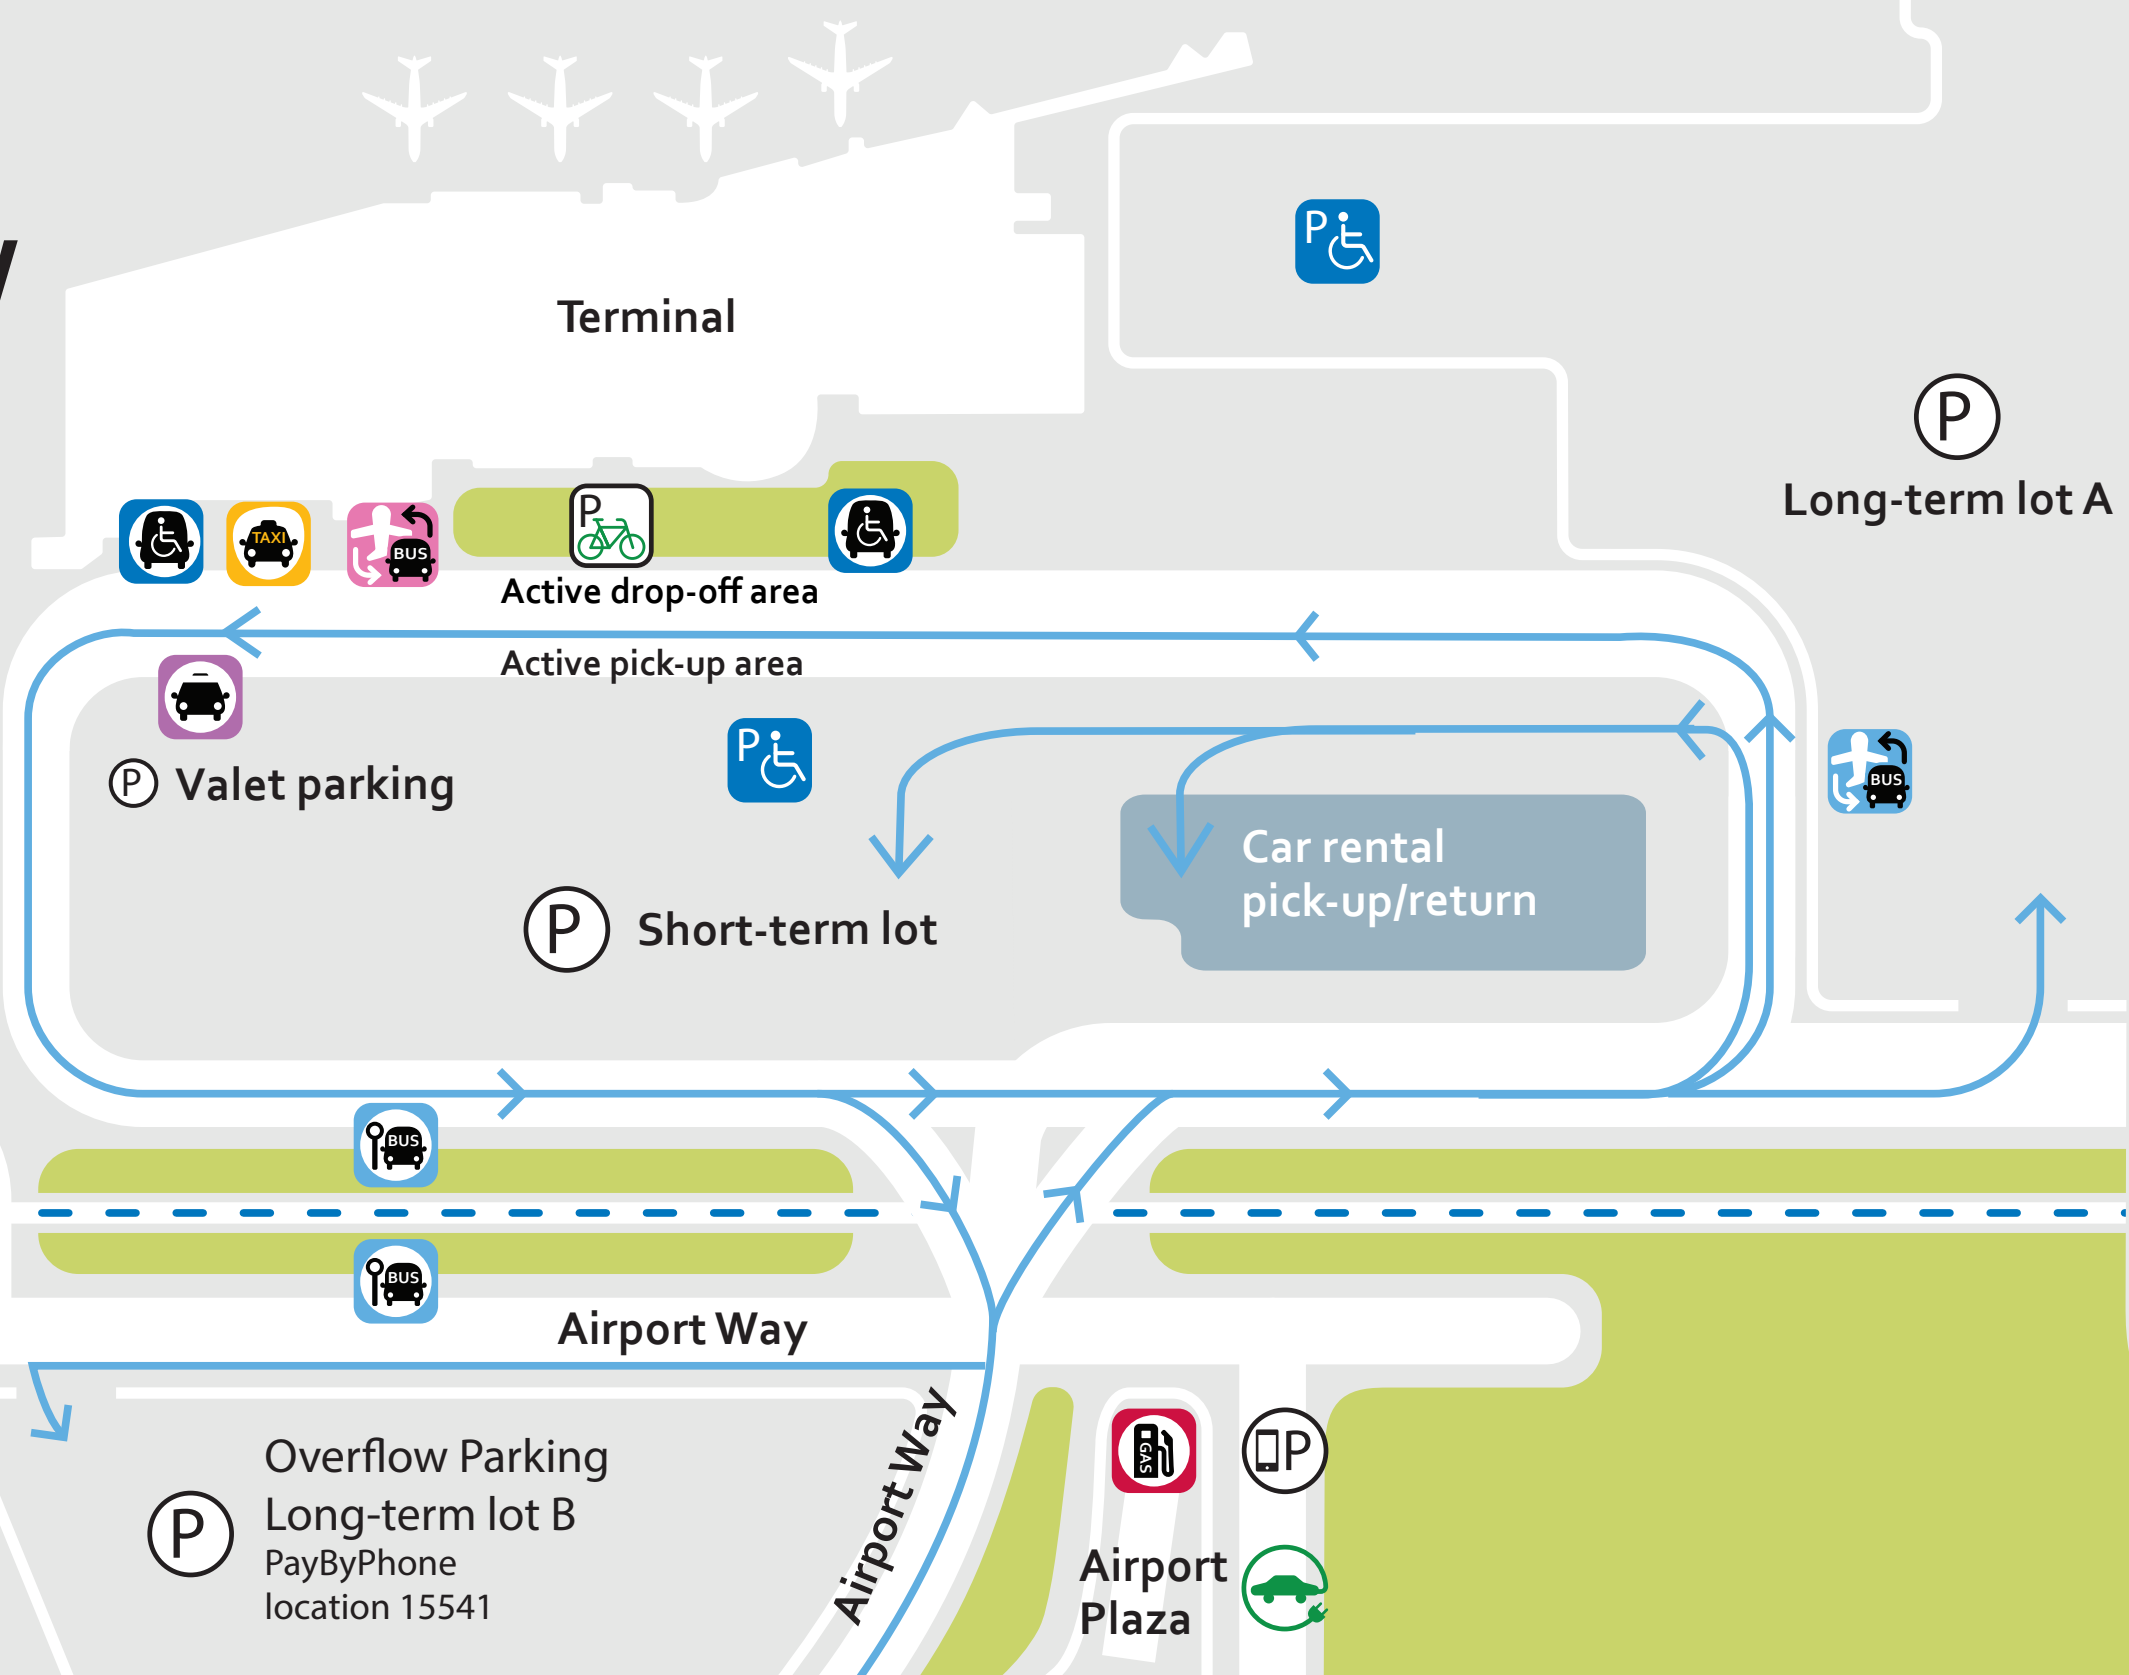 Terminal
P
P
Long-term lot A
TAXI
BUS
P
Active drop-off area
Active pick-up area
P
P Valet parking
BUS
Car rental
pick-up/return
P Short-term lot
BUS
BUS
Airport Way
Airport Way
GAS
P
Overflow Parking
P Long-term lot B
PayByPhone
location 15541
Airport
Plaza